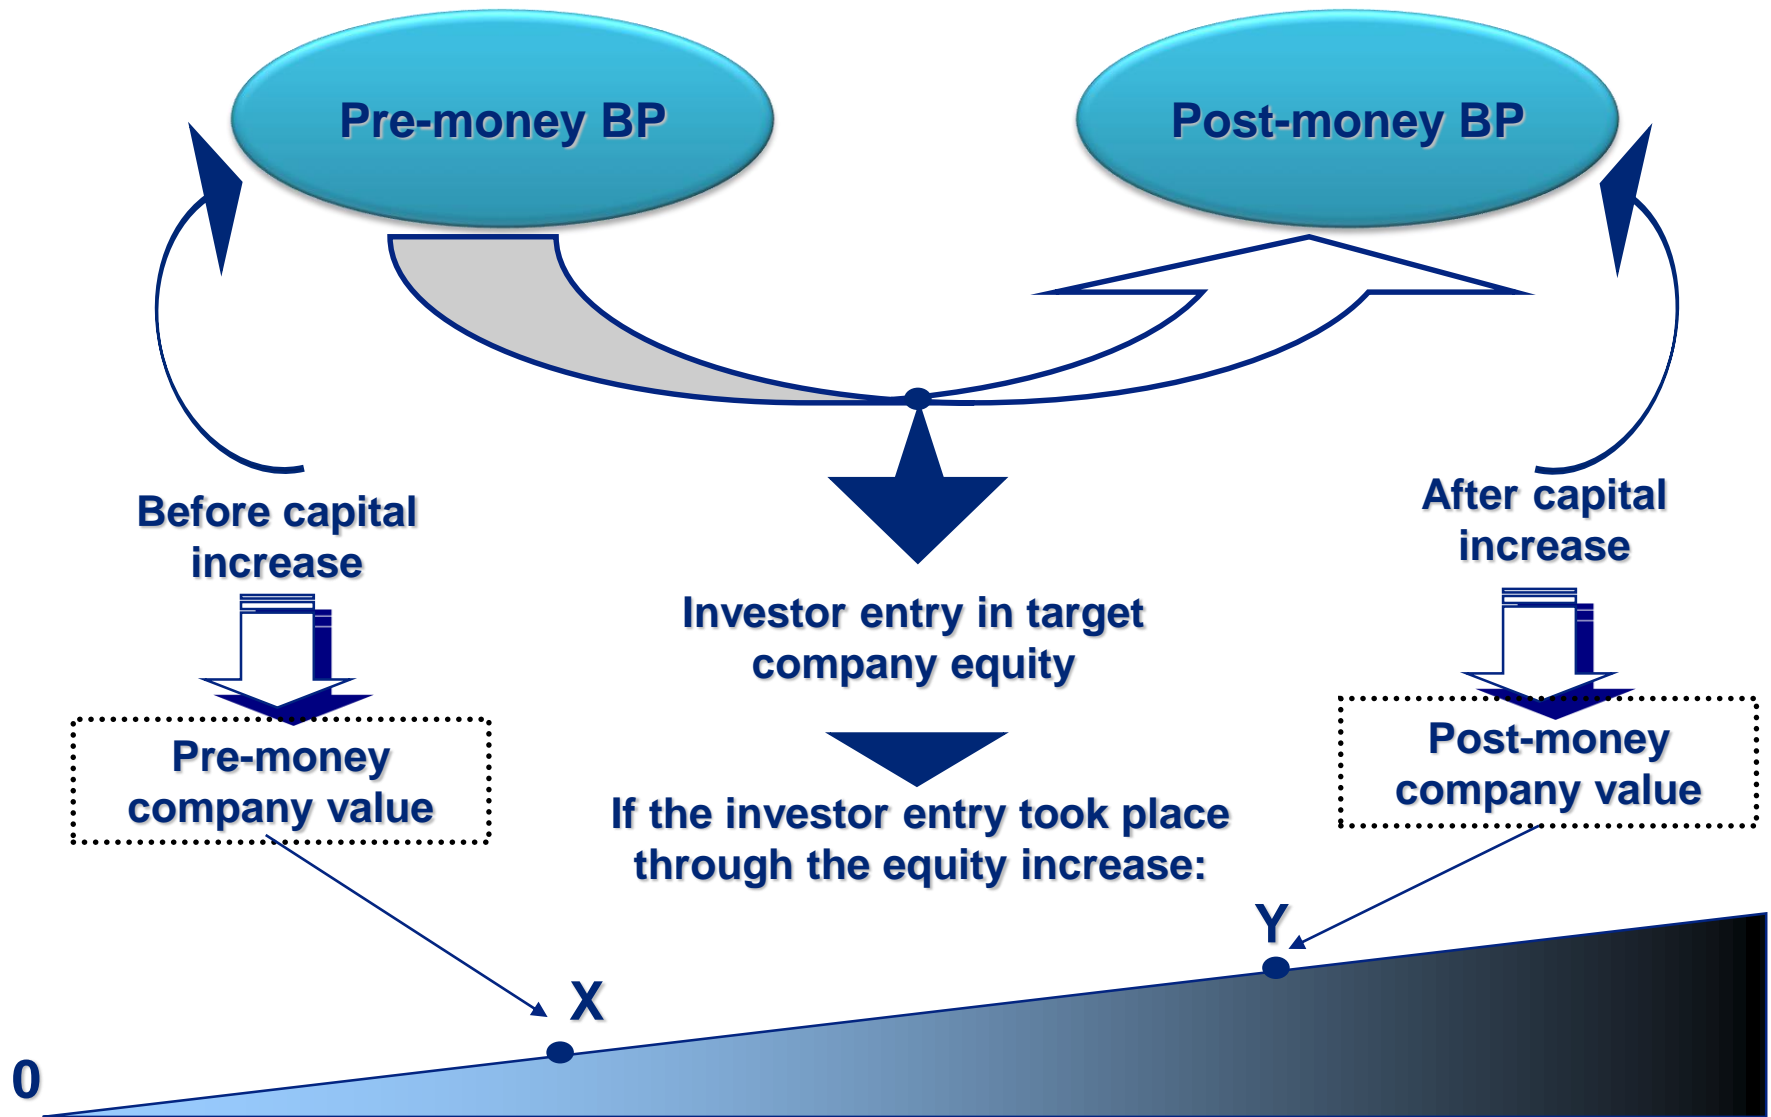 Pre-money BP
Post-money BP
Before capital
increase
After capital
increase
Investor entry in target
company equity
Pre-money
company value
Post-money
company value
If the investor entry took place
through the equity increase:
Y
X
0